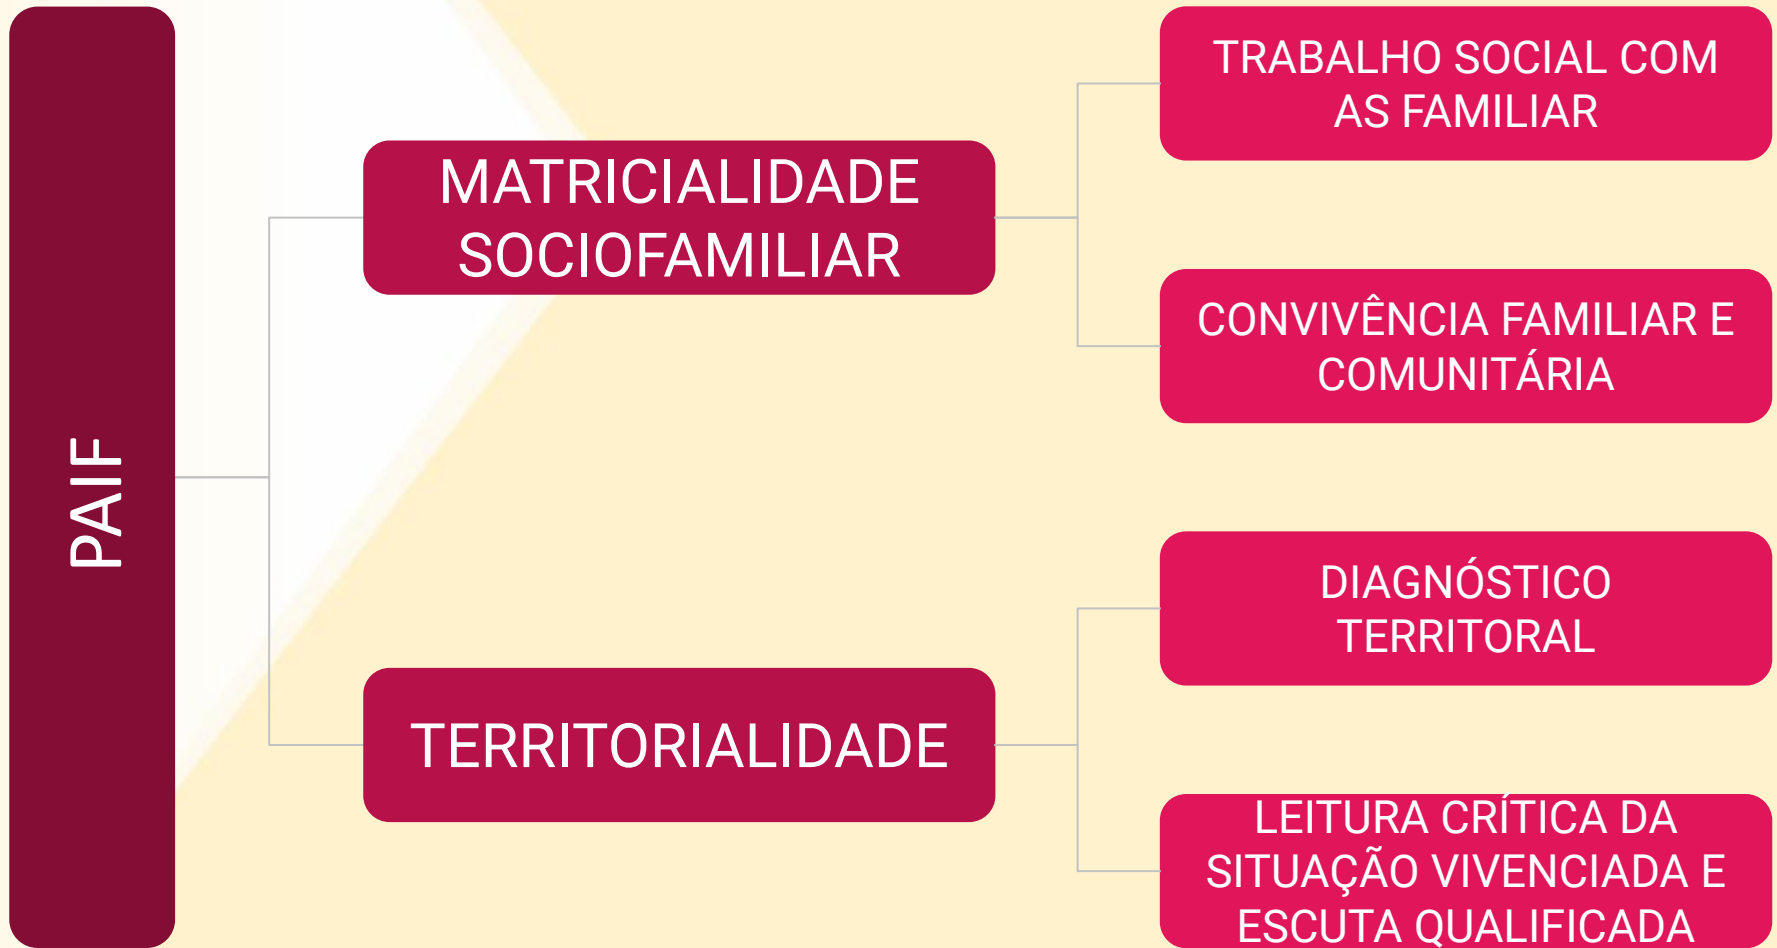 PAIF
MATRICIALIDADE
SOCIOFAMILIAR
TRABALHO SOCIAL COM
AS FAMILIAR
CONVIVÊNCIA FAMILIAR E
COMUNITÁRIA
TERRITORIALIDADE
DIAGNÓSTICO
TERRITORAL
LEITURA CRÍTICA DA
SITUAÇÃO VIVENCIADA E
ESCUTA QUALIFICADA